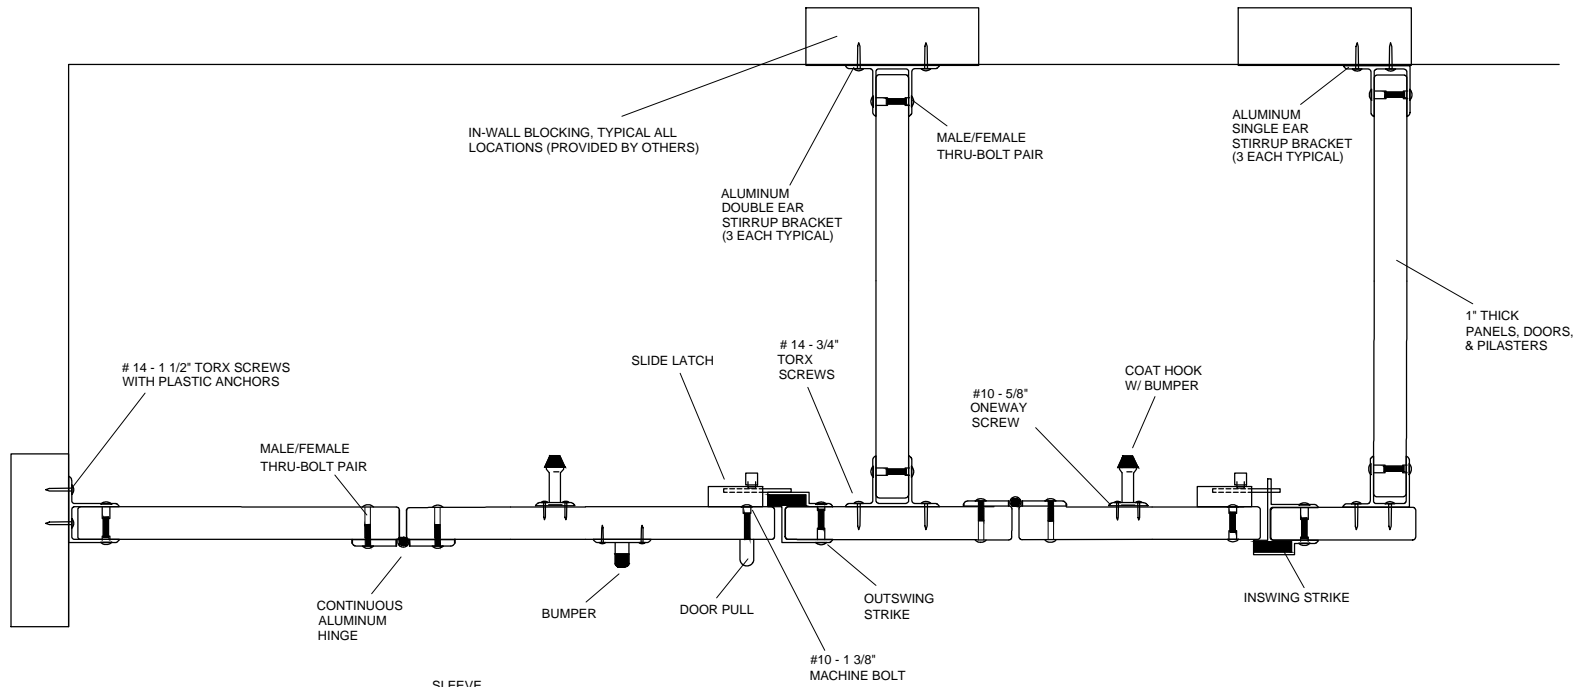 IN-WALL BLOCKING, TYPICAL ALL
LOCATIONS (PROVIDED BY OTHERS)
MALE/FEMALE
THRU-BOLT PAIR
ALUMINUM
SINGLE EAR
STIRRUP BRACKET
(3 EACH TYPICAL)
ALUMINUM
DOUBLE EAR
STIRRUP BRACKET
(3 EACH TYPICAL)
1" THICK
PANELS, DOORS,
& PILASTERS
# 14 - 1 1/2" TORX SCREWS
WITH PLASTIC ANCHORS
SLIDE LATCH
# 14 - 3/4"
TORX
SCREWS
#10 - 5/8"
ONEWAY
SCREW
COAT HOOK
W/ BUMPER
MALE/FEMALE
THRU-BOLT PAIR
CONTINUOUS
ALUMINUM
HINGE
BUMPER
DOOR PULL
OUTSWING
STRIKE
INSWING STRIKE
#10 - 1 3/8"
MACHINE BOLT
SLEEVE